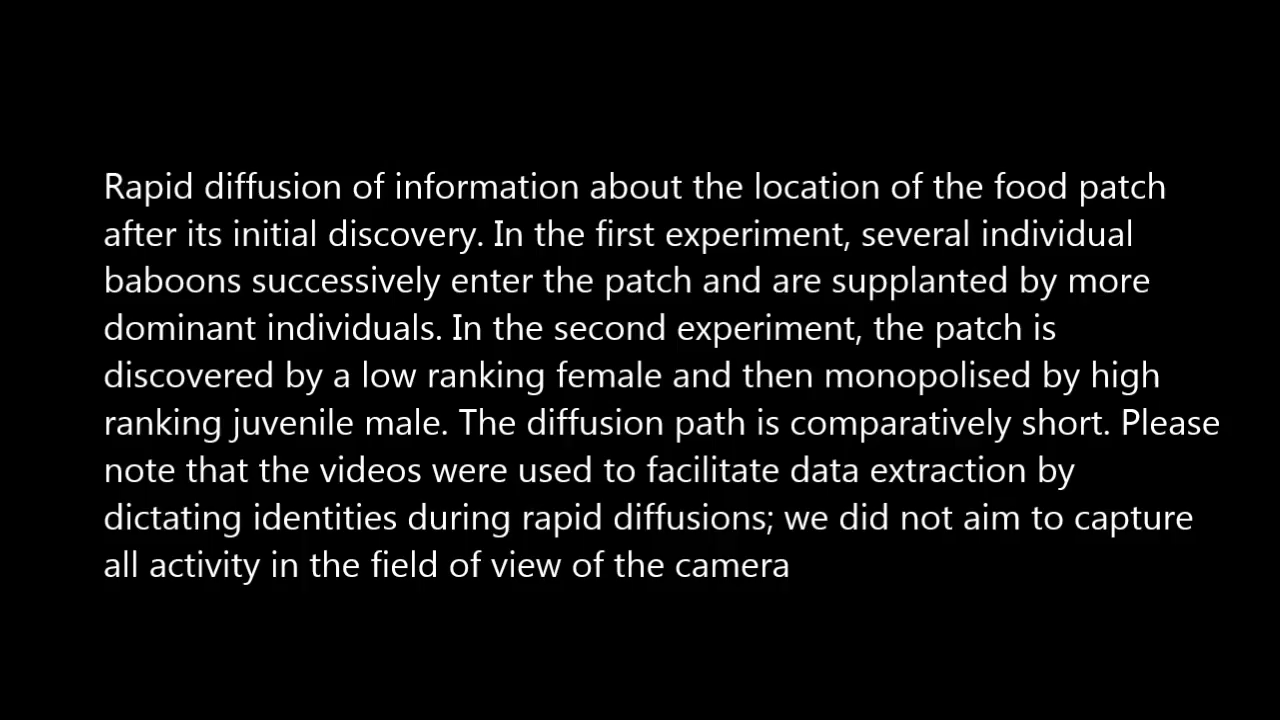 Rapid diffusion of information about the location of the food patch
after its initial discovery. In the first experiment, several individual
baboons successively enter the patch and are supplanted by more
dominant individuals. In the second experiment, the patch is
discovered by a low ranking female and then monopolised by high
ranking juvenile male. The diffusion path is comparatively short. Please
note that the videos were used to facilitate data extraction by
dictating identities during rapid diffusions; we did not aim to capture
all activity in the field of view of the camera